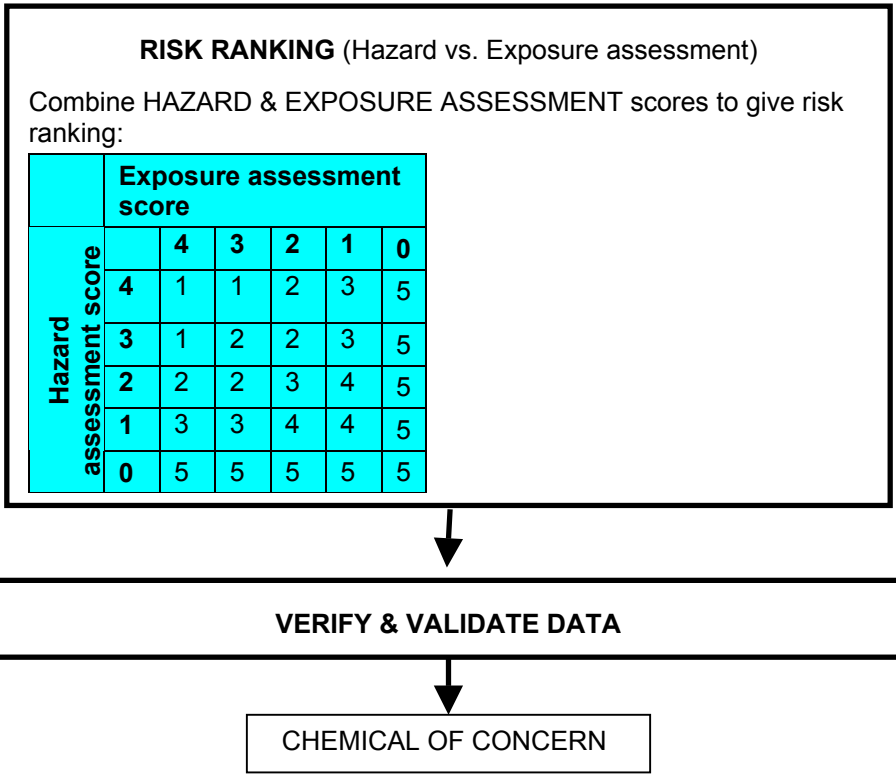 RISK RANKING (Hazard vs. Exposure assessment)
Combine HAZARD & EXPOSURE ASSESSMENT scores to give risk
ranking:
Exposure assessment
score
Hazard
assessment score
4 3 2 1 0
4 1 1 2 3 5
3 1 2 2 3 5
2 2 2 3 4 5
1 3 3 4 4 5
0 5 5 5 5 5
VERIFY & VALIDATE DATA
CHEMICAL OF CONCERN